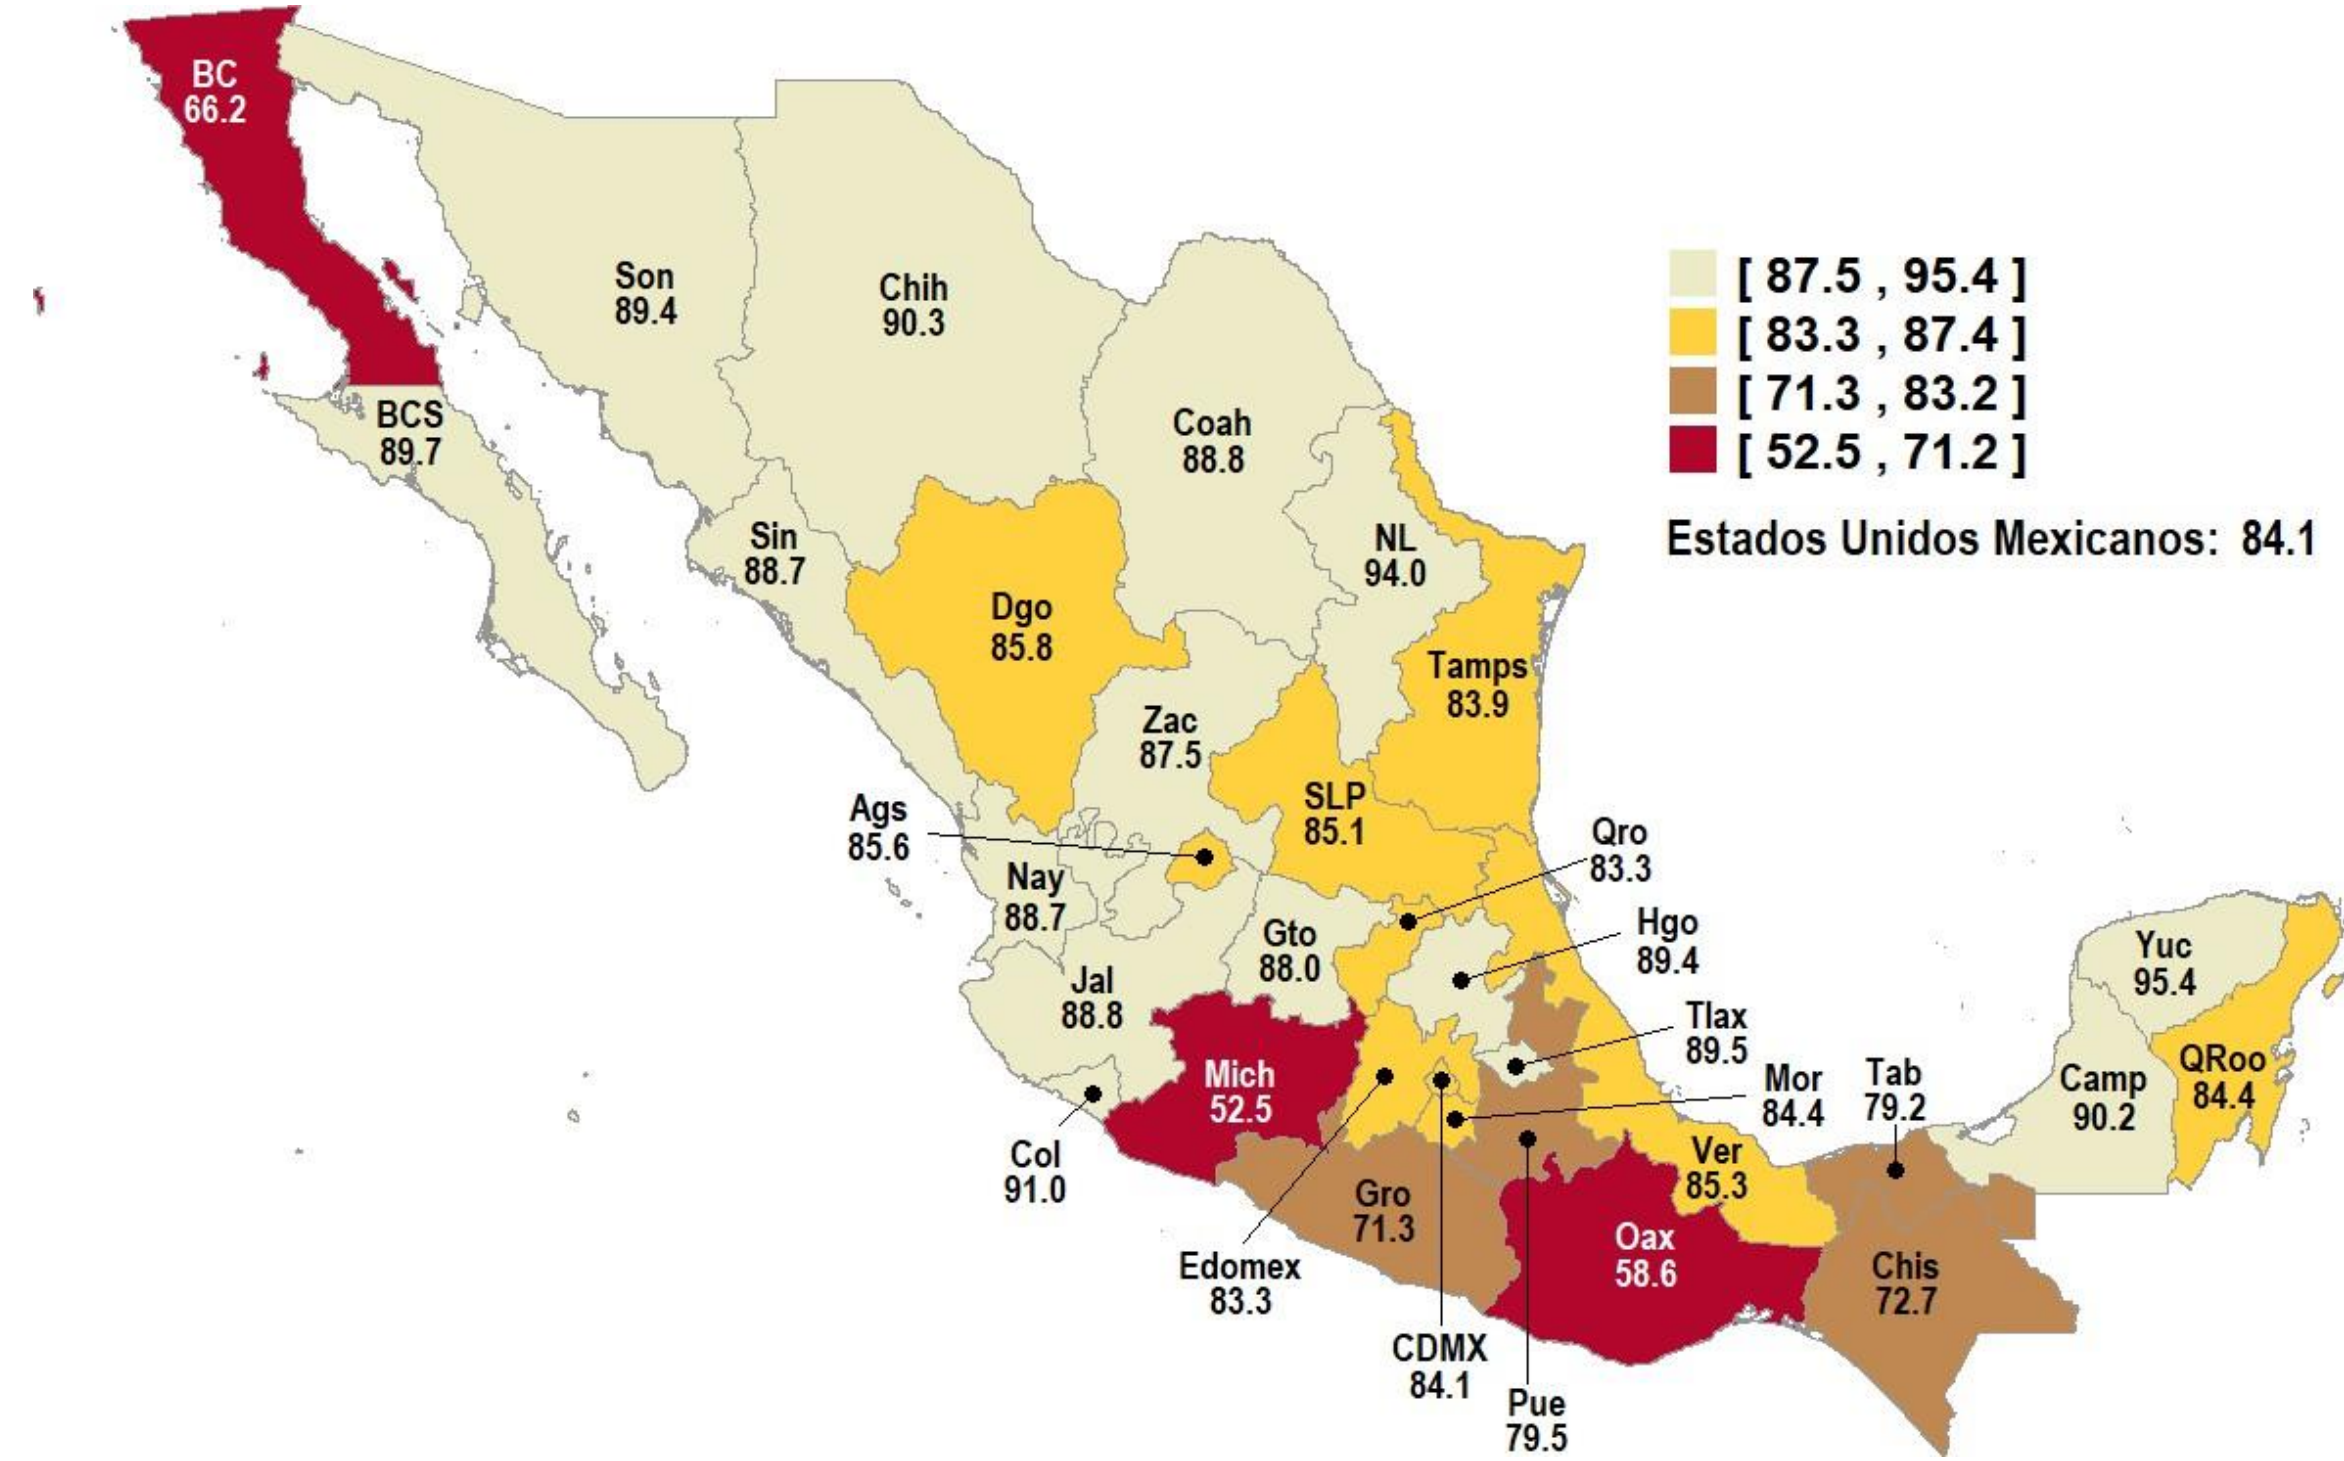 BC
66.2
Son
89.4
Chih
90.3
[ 87.5 , 95.4 ]
[ 83.3 , 87.4 ]
[ 71.3 , 83.2 ]
[ 52.5 , 71.2 ]
Estados Unidos Mexicanos: 84.1
BCS
89.7
Coah
88.8
Sin
88.7
NL
94.0
Dgo
85.8
Tamps
83.9
Zac
87.5
SLP
85.1
Ags
85.6
Qro
83.3
Nay
88.7
Gto
88.0
Hgo
89.4
Yuc
95.4
Jal
88.8
Tlax
89.5
Mich
52.5
Mor
84.4
Tab
79.2
Camp
90.2
QRoo
84.4
Col
91.0
Ver
85.3
Gro
71.3
Oax
58.6
Edomex
83.3
Chis
72.7
CDMX
84.1
Pue
79.5